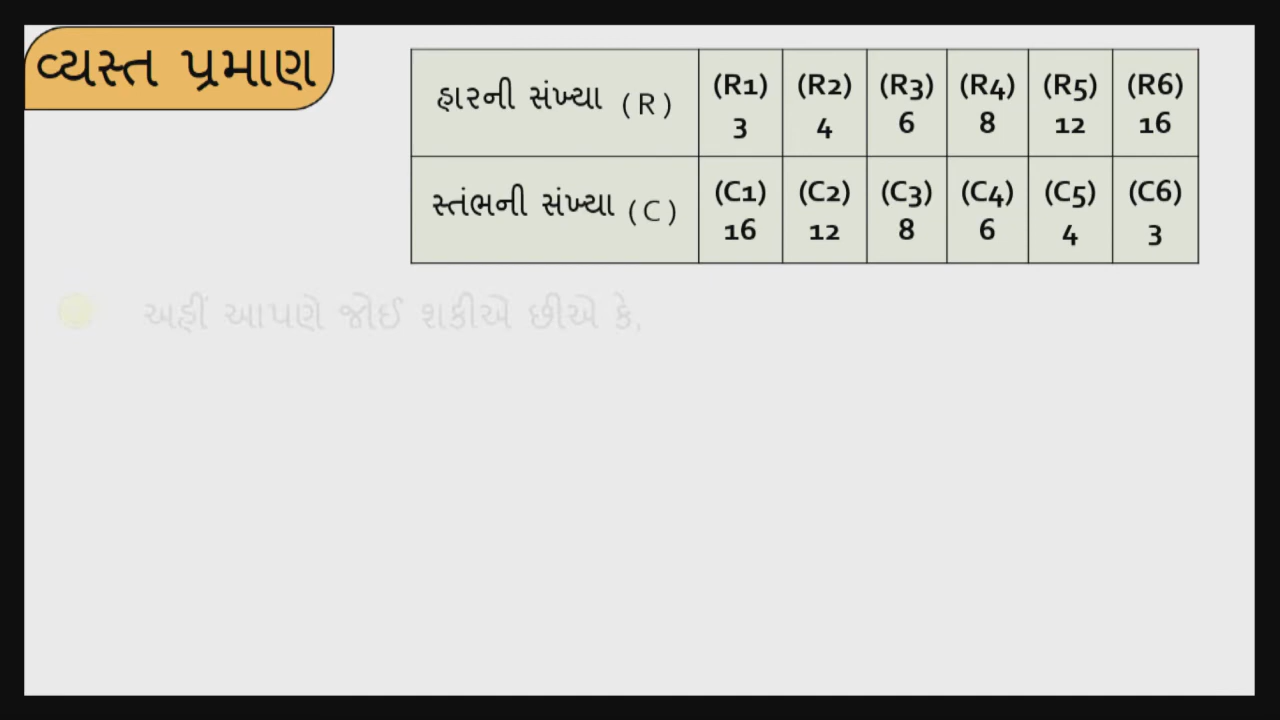 વ્યસ્ત પ્રમાણ
હારની સંખ્યા (R) (R1) 3 (R2) 4 (R3) 6 (R4) 8 (R5) 12 (R6) 16
સ્તંભની સંખ્યા (C) (C1) 16 (C2) 12 (C3) 8 (C4) 6 (C5) 4 (C6) 3
અહીં આપણે જોઈ શકીએ છીએ કે,